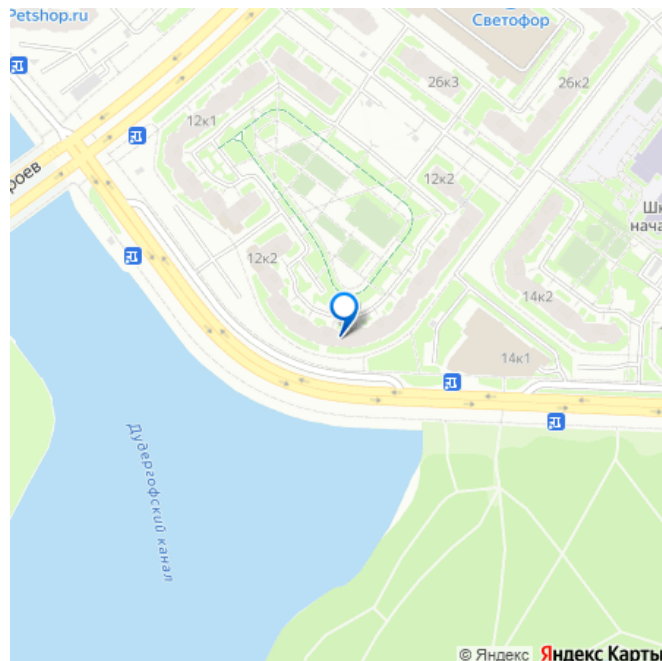 Petshop.ru
Светофор
26к3
26к2
12к1
роев
12к2
Шк
нача
12к2
14к2
14к1
Дудергофский канал
© Яндекс Яндекс Карты